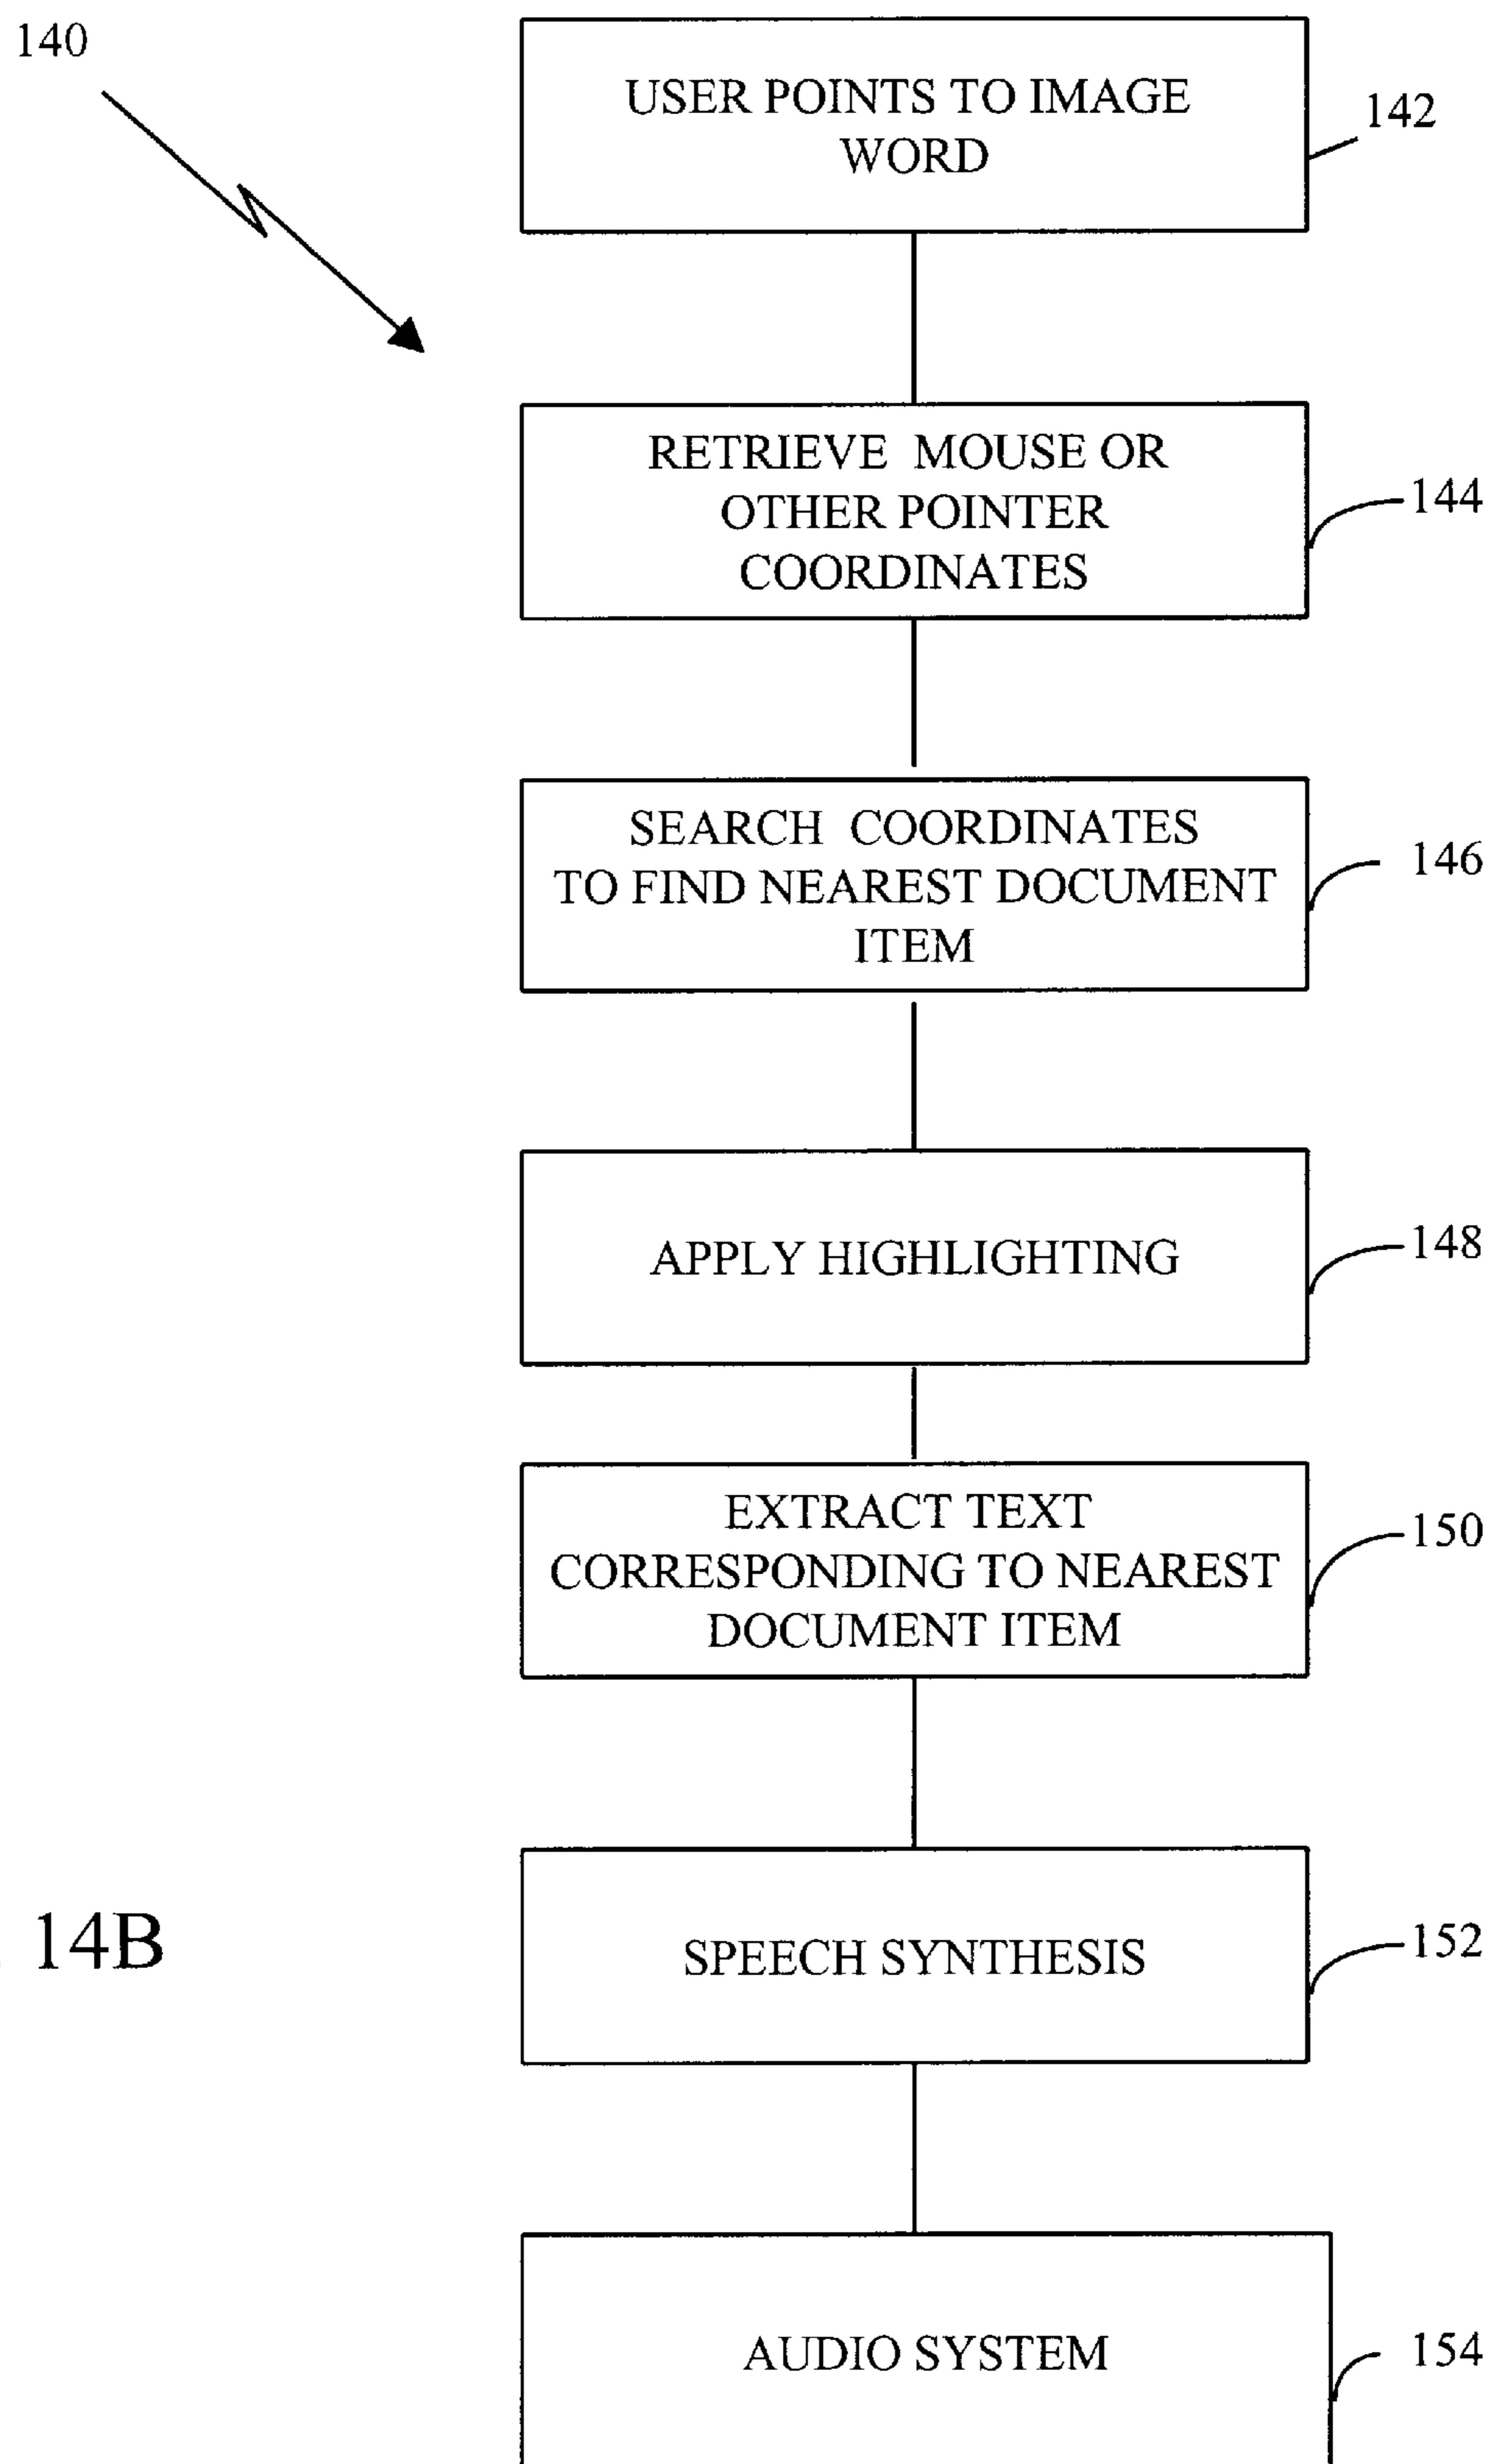 140
USER POINTS TO IMAGE
WORD
142
RETRIEVE MOUSE OR
OTHER POINTER
COORDINATES
144
SEARCH COORDINATES
TO FIND NEAREST DOCUMENT
ITEM
146
APPLY HIGHLIGHTING
148
EXTRACT TEXT
CORRESPONDING TO NEAREST
DOCUMENT ITEM
150
14B
SPEECH SYNTHESIS
152
AUDIO SYSTEM
154